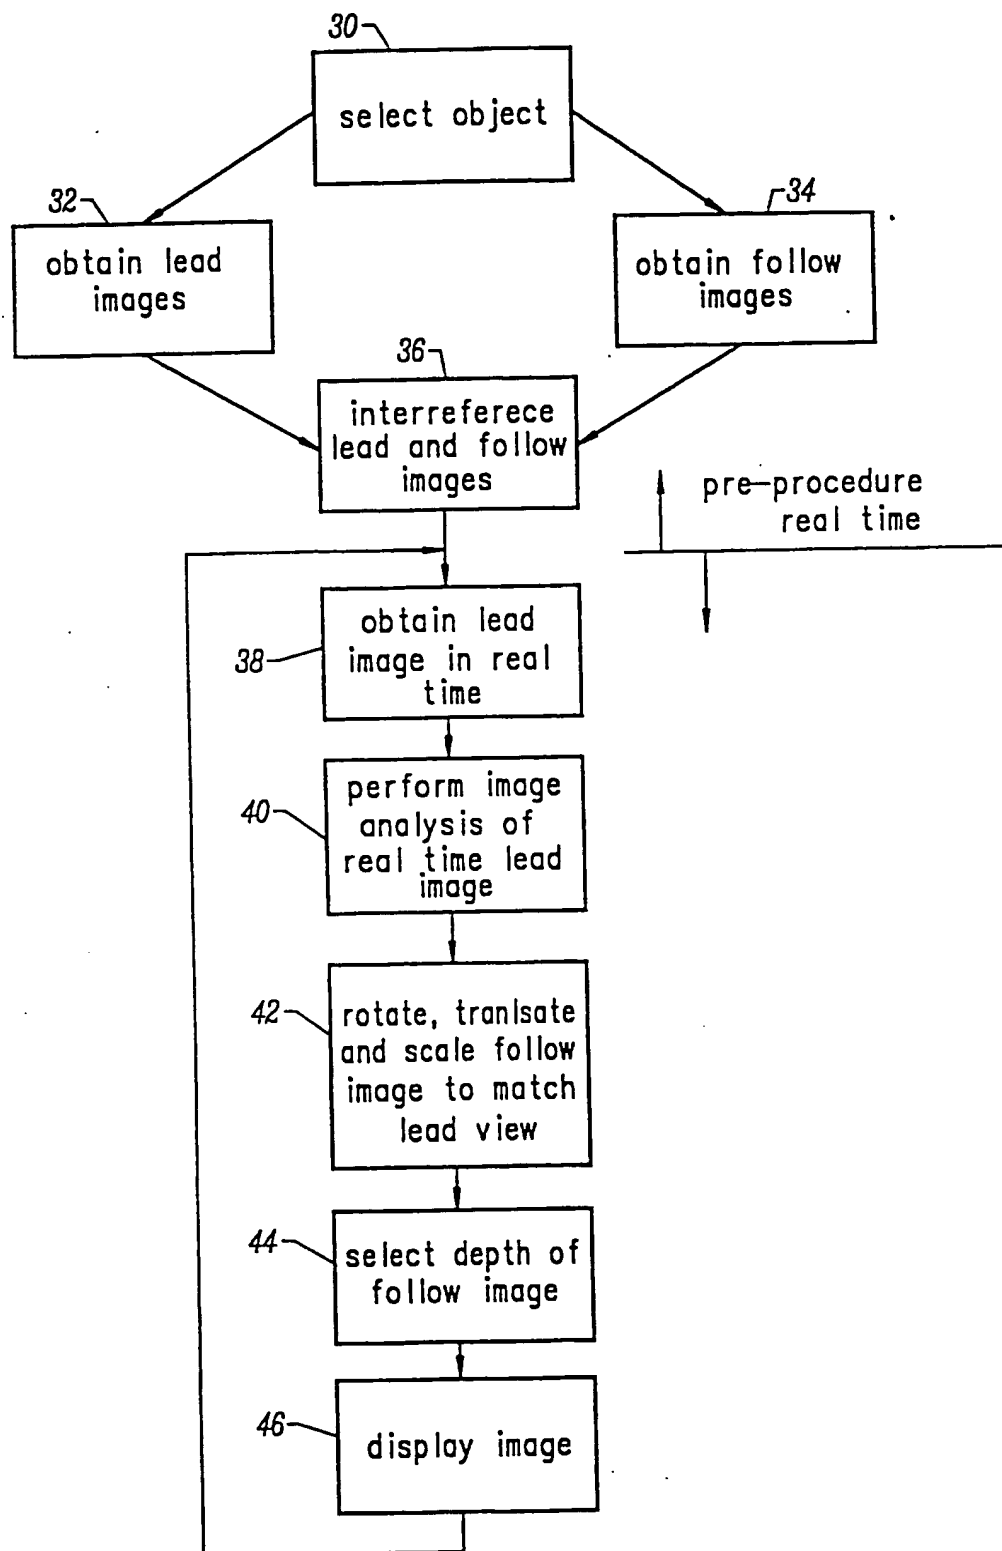 30
select object
32
obtain lead
images
34
obtain follow
images
36
interreferece
lead and follow
images
pre-procedure
real time
38
obtain lead
image in real
time
40
perform image
analysis of
real time lead
image
42
rotate, tranlsate
and scale follow
image to match
lead view
44
select depth of
follow image
46
display image